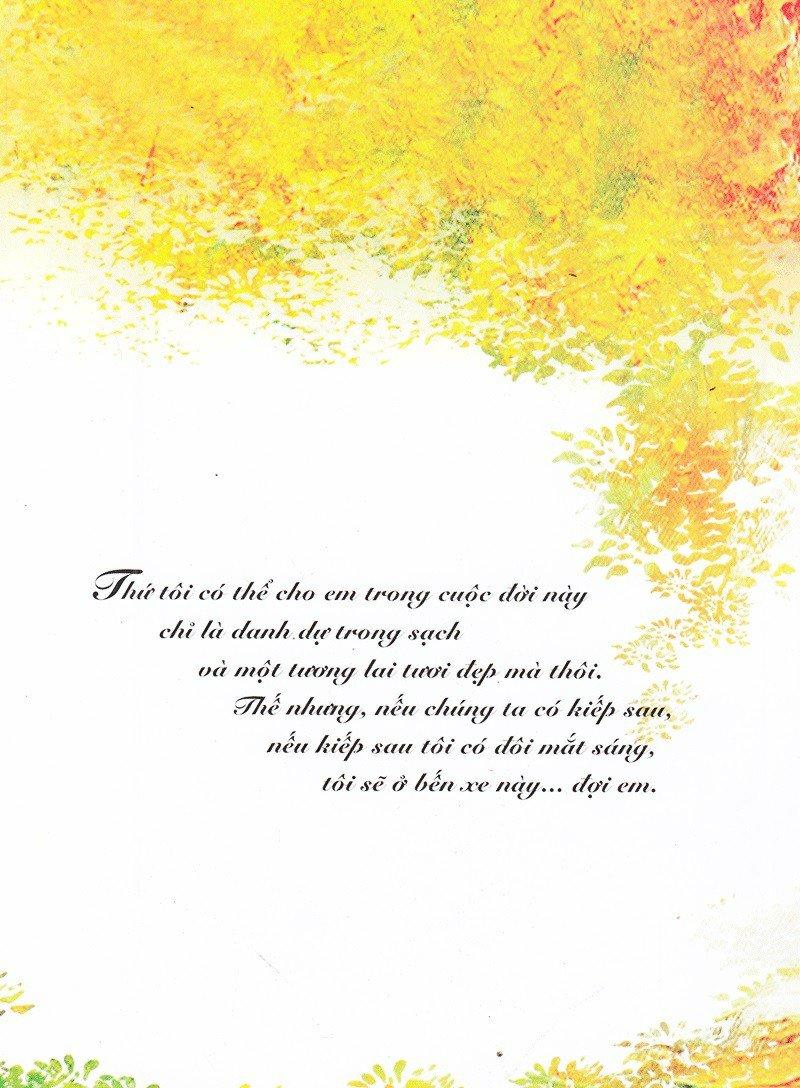 Thứ tôi có thể cho em trong cuộc đời này
chỉ là danh dự trong sạch
và một tương lai tươi đẹp mà thôi.
Thế nhưng, nếu chúng ta có kiếp sau,
nếu kiếp sau tôi có đôi mắt sáng,
tôi sẽ ở bến xe này... đợi em.